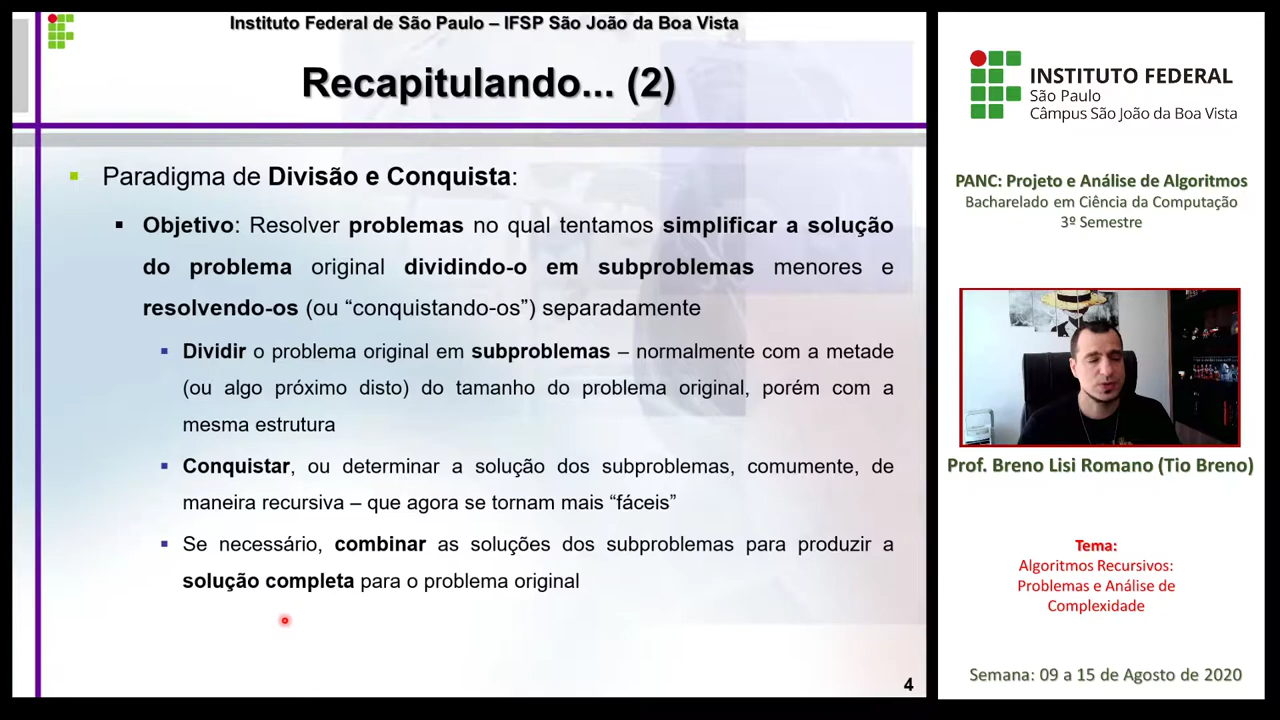 Instituto Federal de São Paulo – IFSP São João da Boa Vista
Recapitulando... (2)
Paradigma de Divisão e Conquista:
Objetivo: Resolver problemas no qual tentamos simplificar a solução
do problema original dividindo-o em subproblemas menores e
resolvendo-os (ou “conquistando-os”) separadamente
Dividir o problema original em subproblemas – normalmente com a metade
(ou algo próximo disto) do tamanho do problema original, porém com a
mesma estrutura
Conquistar, ou determinar a solução dos subproblemas, comumente, de
maneira recursiva – que agora se tornam mais “fáceis”
Se necessário, combinar as soluções dos subproblemas para produzir a
solução completa para o problema original
4
INSTITUTO FEDERAL
São Paulo
Câmpus São João da Boa Vista
PANC: Projeto e Análise de Algoritmos
Bacharelado em Ciência da Computação
3º Semestre
Prof. Breno Lisi Romano (Tio Breno)
Tema:
Algoritmos Recursivos:
Problemas e Análise de
Complexidade
Semana: 09 a 15 de Agosto de 2020